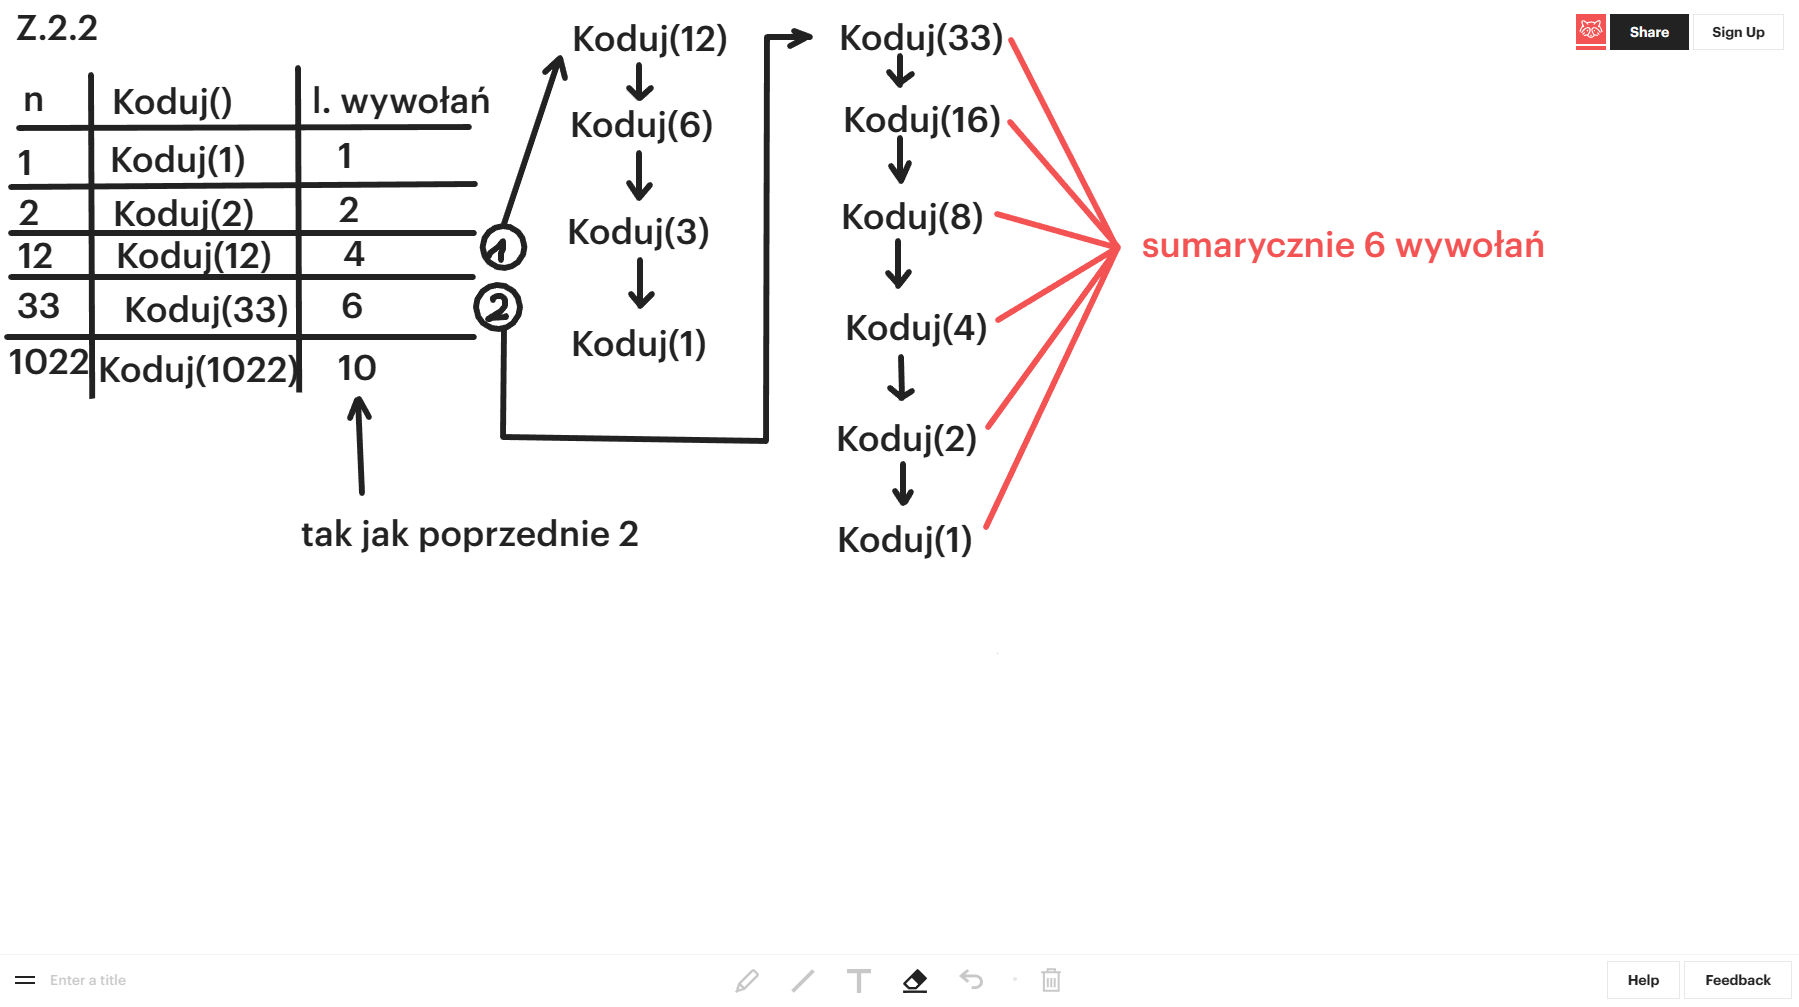 Z.2.2
n Koduj() l. wywołań
1 Koduj(1) 1
2 Koduj(2) 2
12 Koduj(12) 4
33 Koduj(33) 6
1022 Koduj(1022) 10
tak jak poprzednie 2
1
2
Koduj(12)
Koduj(6)
Koduj(3)
Koduj(1)
Koduj(33)
Koduj(16)
Koduj(8)
Koduj(4)
Koduj(2)
Koduj(1)
sumarycznie 6 wywołań
Share Sign Up
Enter a title
T
Help Feedback